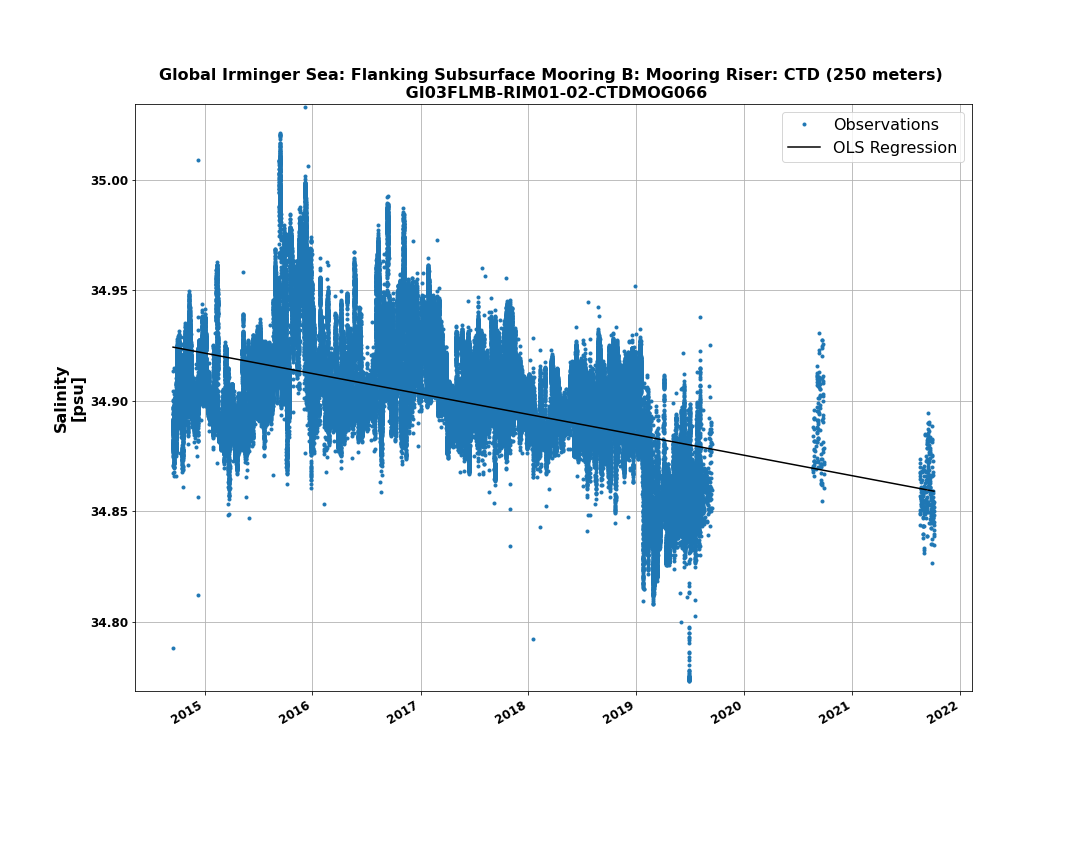 Global Irminger Sea: Flanking Subsurface Mooring B: Mooring Riser: CTD (250 meters)
GI03FLMB-RIM01-02-CTDMOG066
Observations
OLS Regression
Salinity
[psu]
35.00
34.95
34.90
34.85
34.80
2015
2016
2017
2018
2019
2020
2021
2022